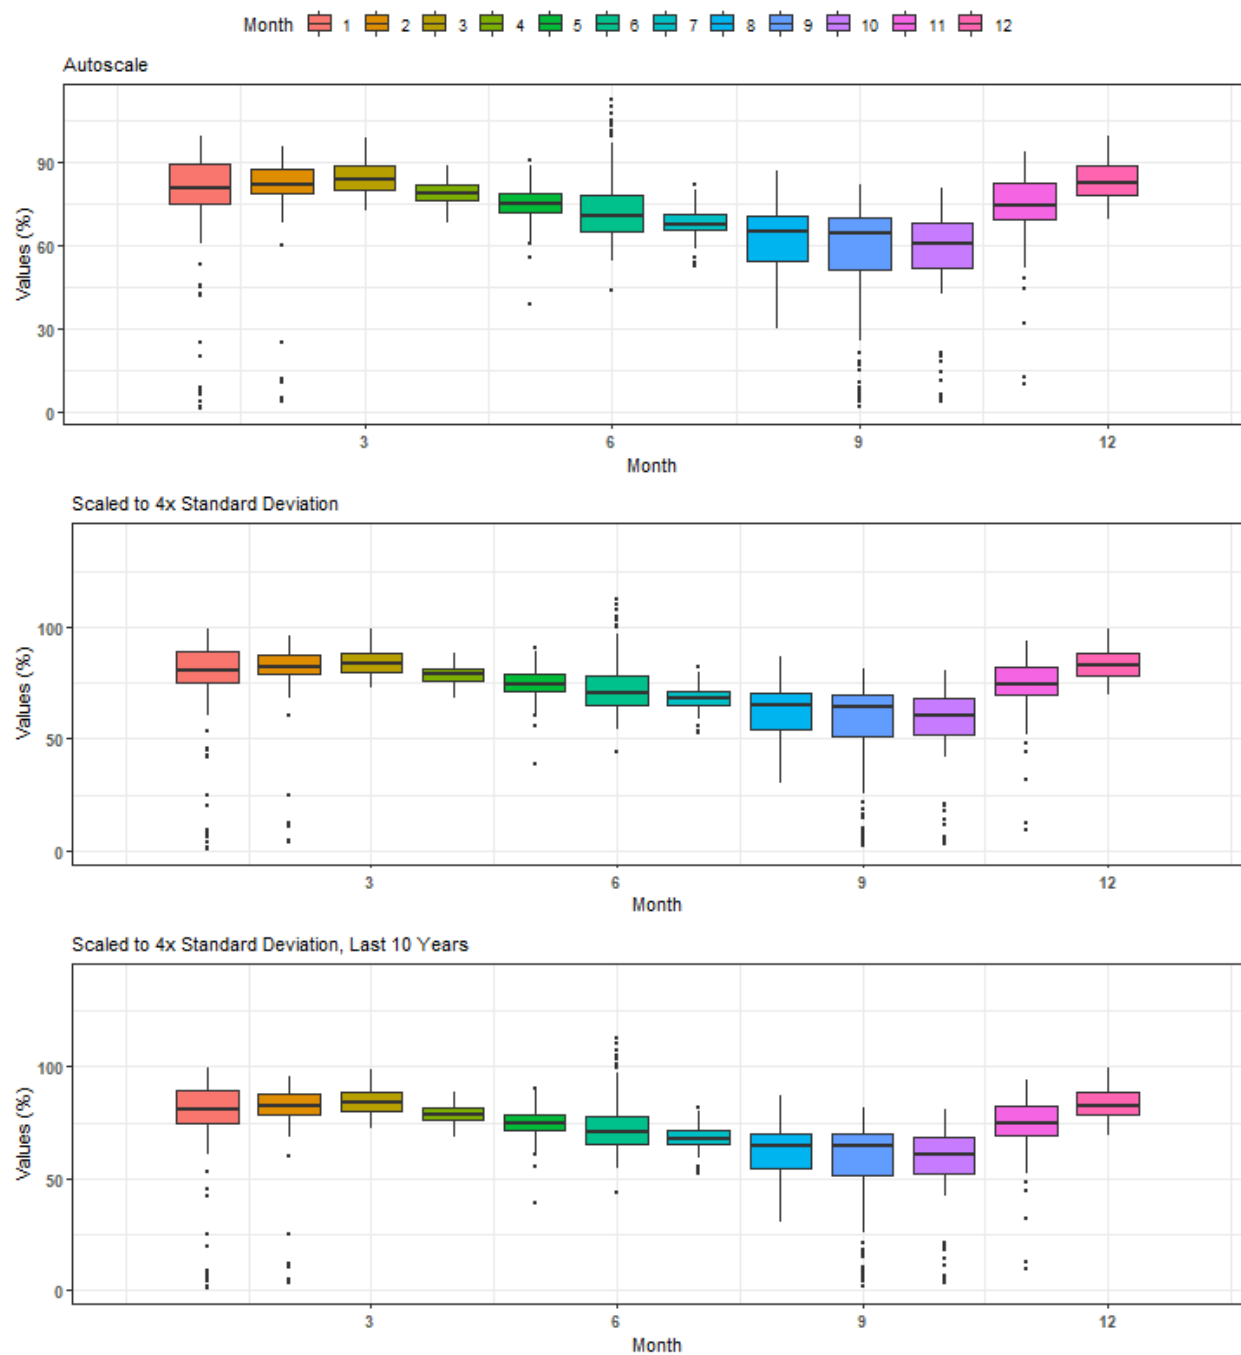 Month 1 2 3 4 5 6 7 8 9 10 11 12
Autoscale
90
60
30
0
Values (%)
3 6 9 12
Month
Scaled to 4x Standard Deviation
100
50
0
Values (%)
3 6 9 12
Month
Scaled to 4x Standard Deviation, Last 10 Years
100
50
0
Values (%)
3 6 9 12
Month